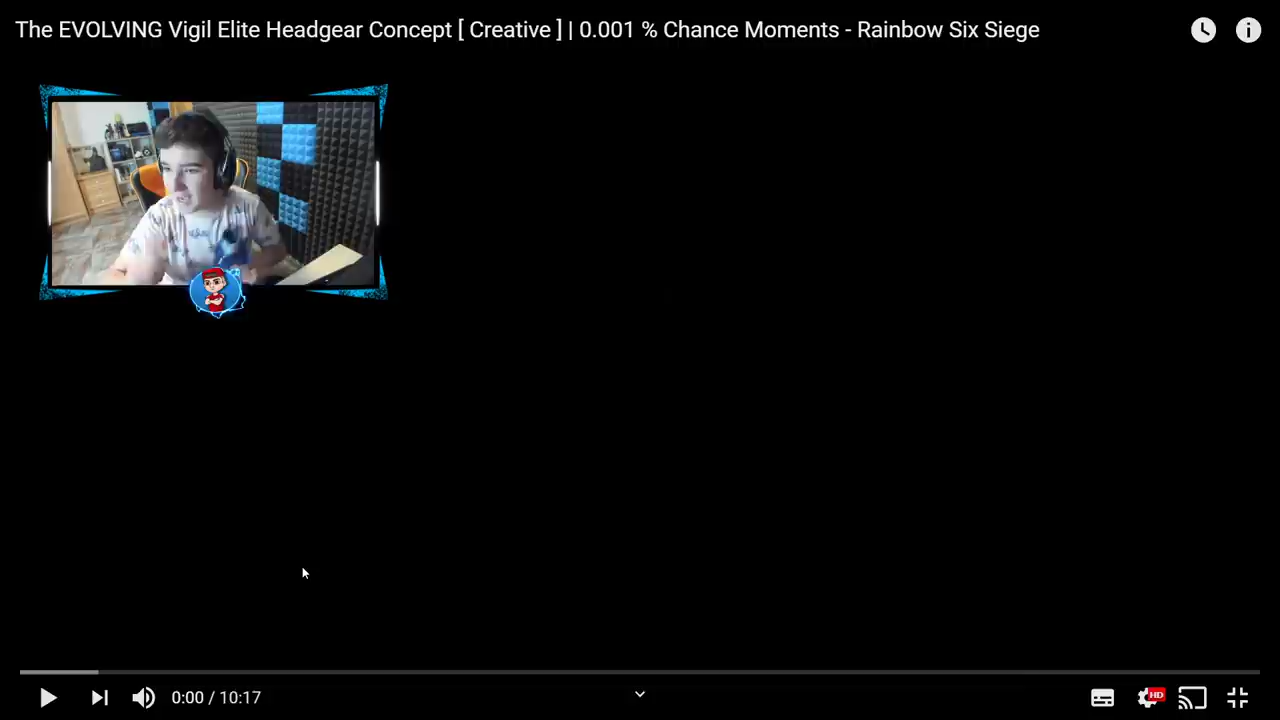 The EVOLVING Vigil Elite Headgear Concept [ Creative ] | 0.001 % Chance Moments - Rainbow Six Siege
0:00 / 10:17
HD